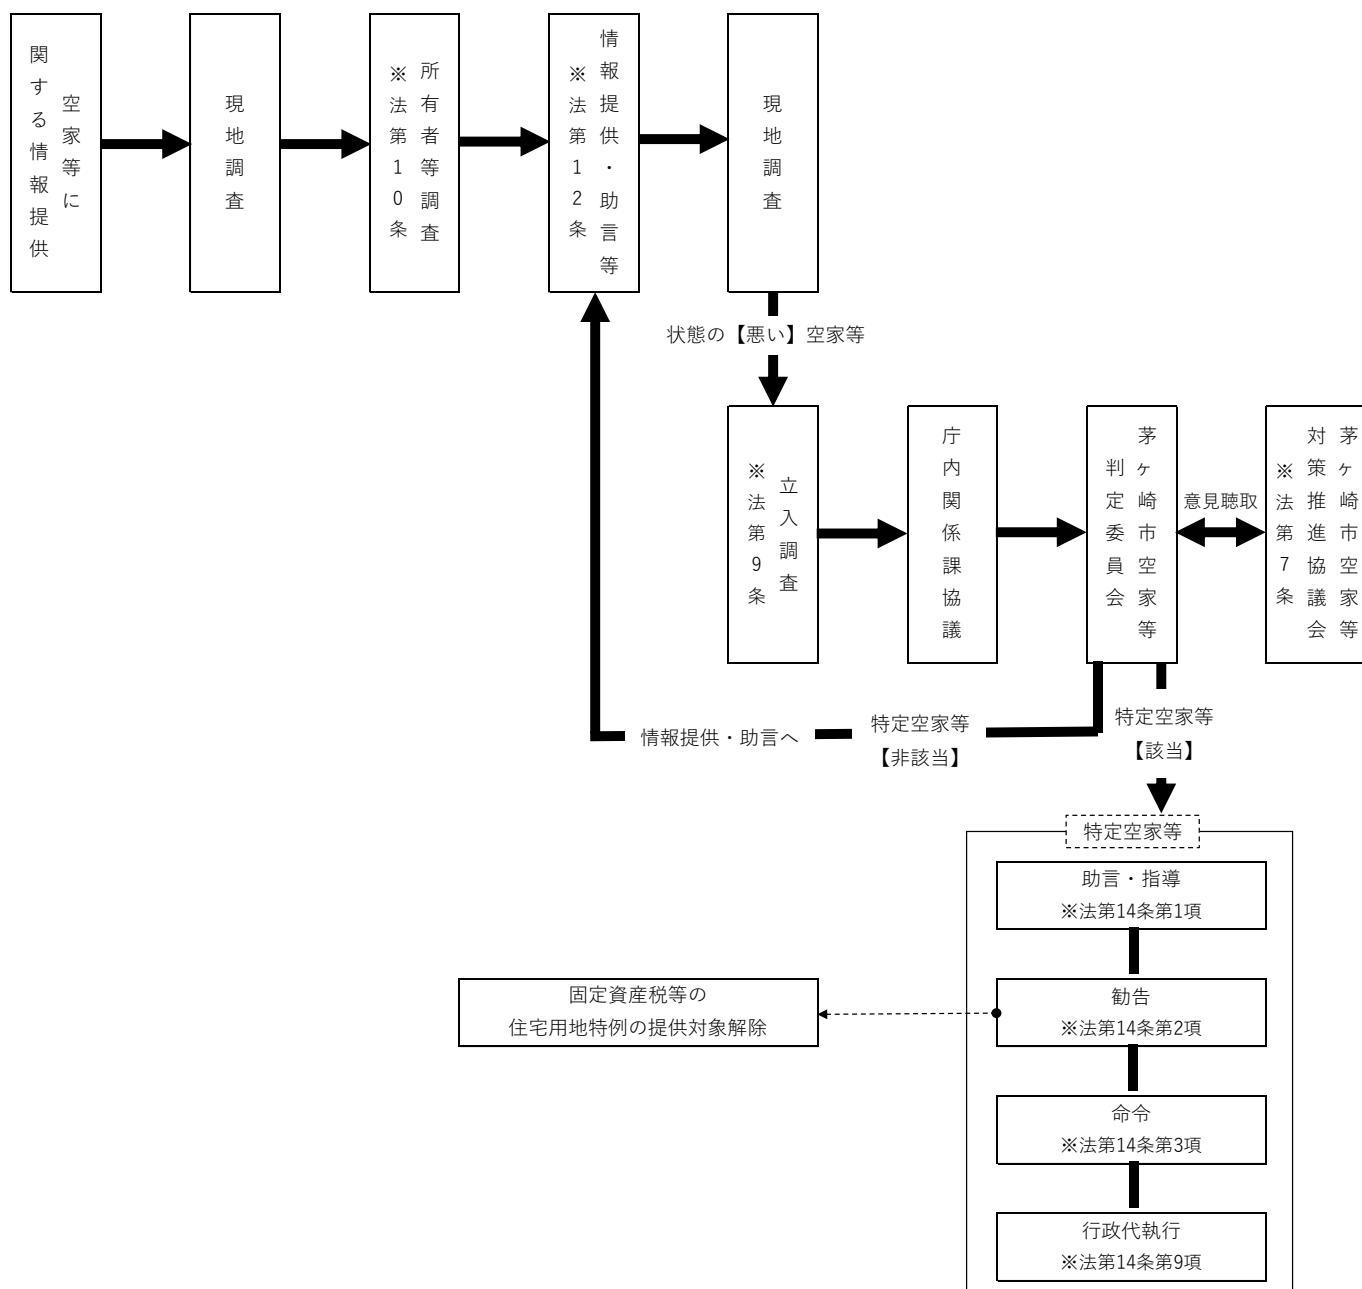 空家等に
関する情報提供
現地調査
所有者等調査
※法第10条
情報提供・助言等
※法第12条
現地調査
状態の【悪い】空家等
立入調査
※法第9条
庁内関係課協議
茅ヶ崎市空家等
判定委員会
意見聴取
茅ヶ崎市空家等
対策推進協議会
※法第7条
情報提供・助言へ
特定空家等
【非該当】
特定空家等
【該当】
特定空家等
助言・指導
※法第14条第1項
勧告
※法第14条第2項
固定資産税等の
住宅用地特例の提供対象解除
命令
※法第14条第3項
行政代執行
※法第14条第9項